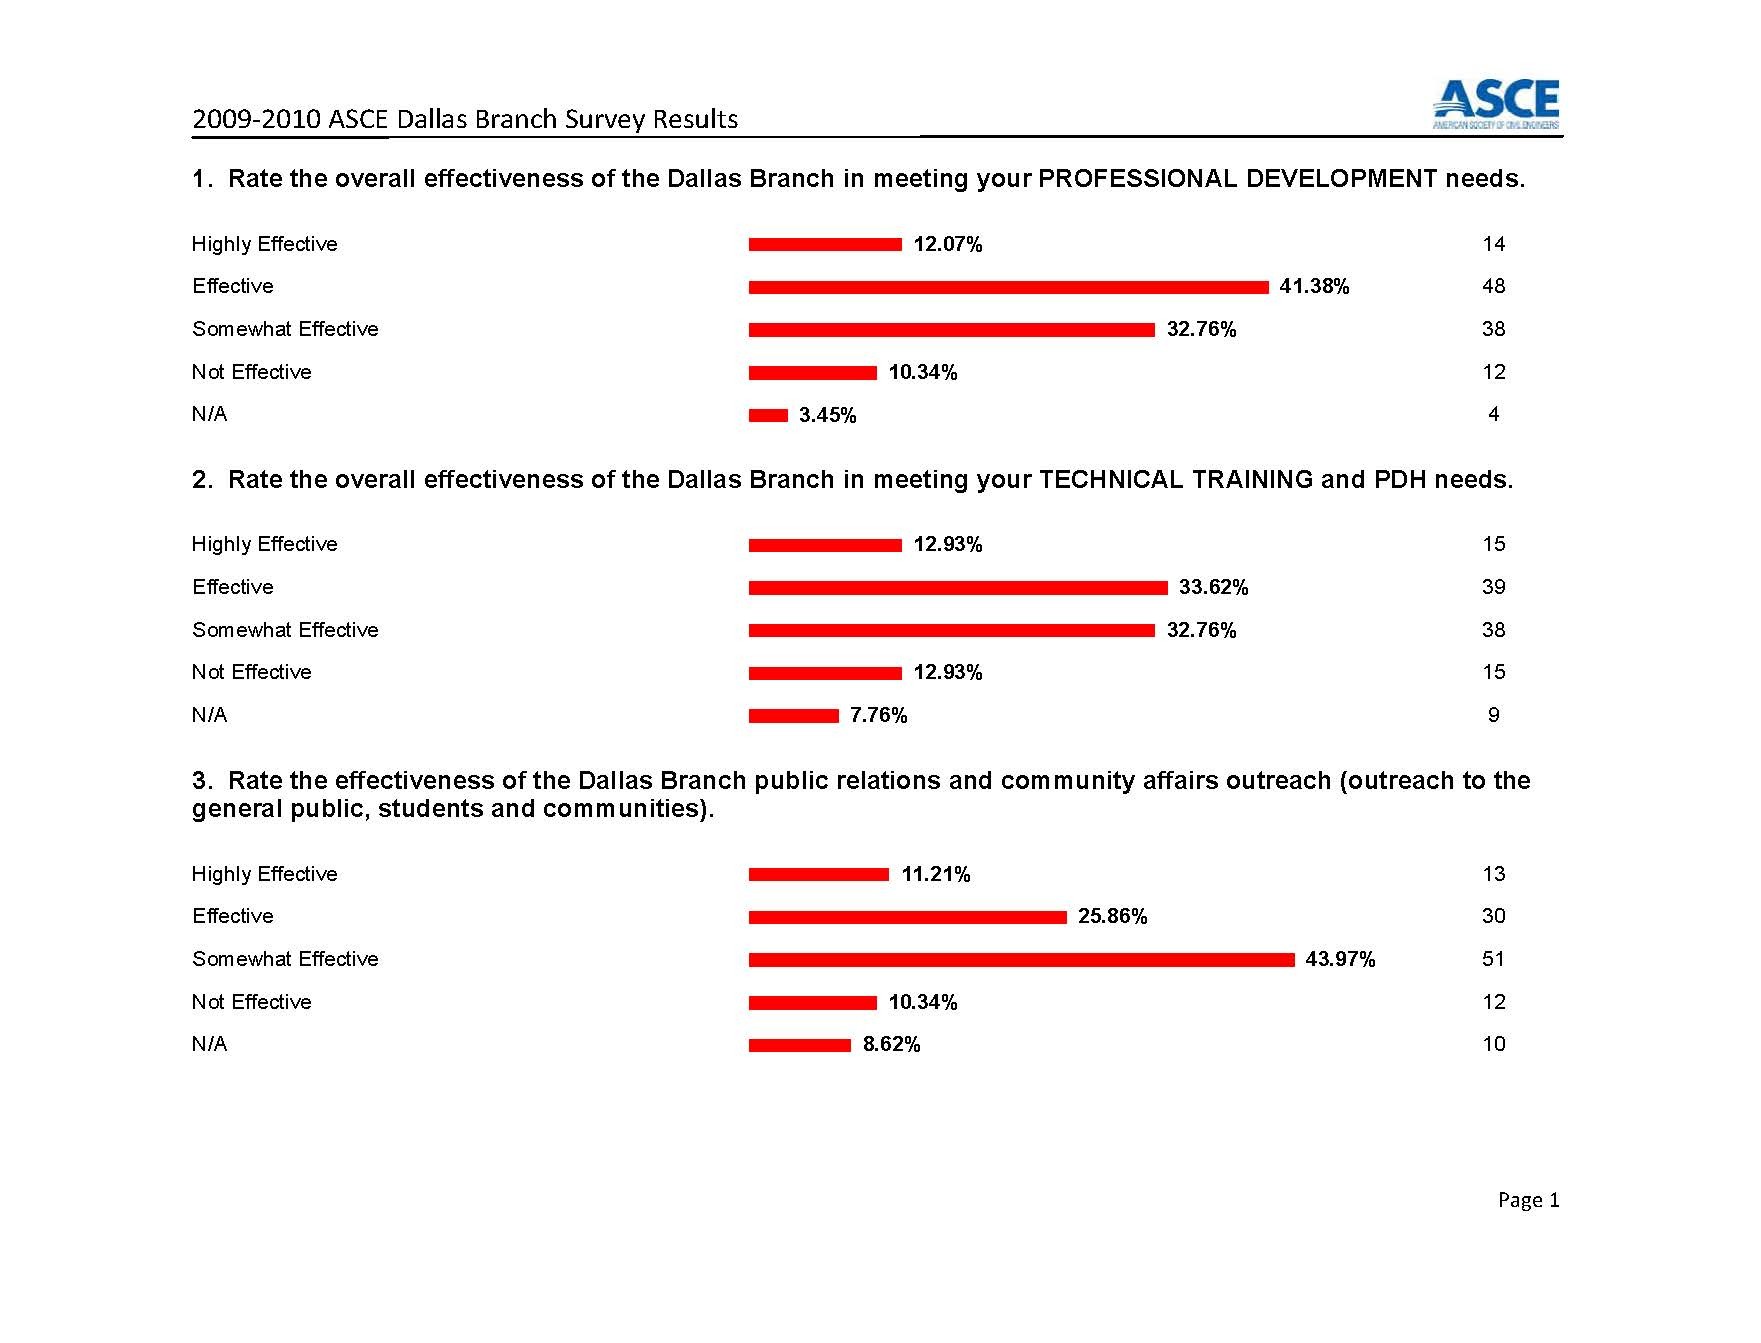 2009-2010 ASCE Dallas Branch Survey Results
ASCE
AMERICAN SOCIETY OF CIVIL ENGINEERS
1. Rate the overall effectiveness of the Dallas Branch in meeting your PROFESSIONAL DEVELOPMENT needs.
Highly Effective 12.07% 14
Effective 41.38% 48
Somewhat Effective 32.76% 38
Not Effective 10.34% 12
N/A 3.45% 4
2. Rate the overall effectiveness of the Dallas Branch in meeting your TECHNICAL TRAINING and PDH needs.
Highly Effective 12.93% 15
Effective 33.62% 39
Somewhat Effective 32.76% 38
Not Effective 12.93% 15
N/A 7.76% 9
3. Rate the effectiveness of the Dallas Branch public relations and community affairs outreach (outreach to the
general public, students and communities).
Highly Effective 11.21% 13
Effective 25.86% 30
Somewhat Effective 43.97% 51
Not Effective 10.34% 12
N/A 8.62% 10
Page 1